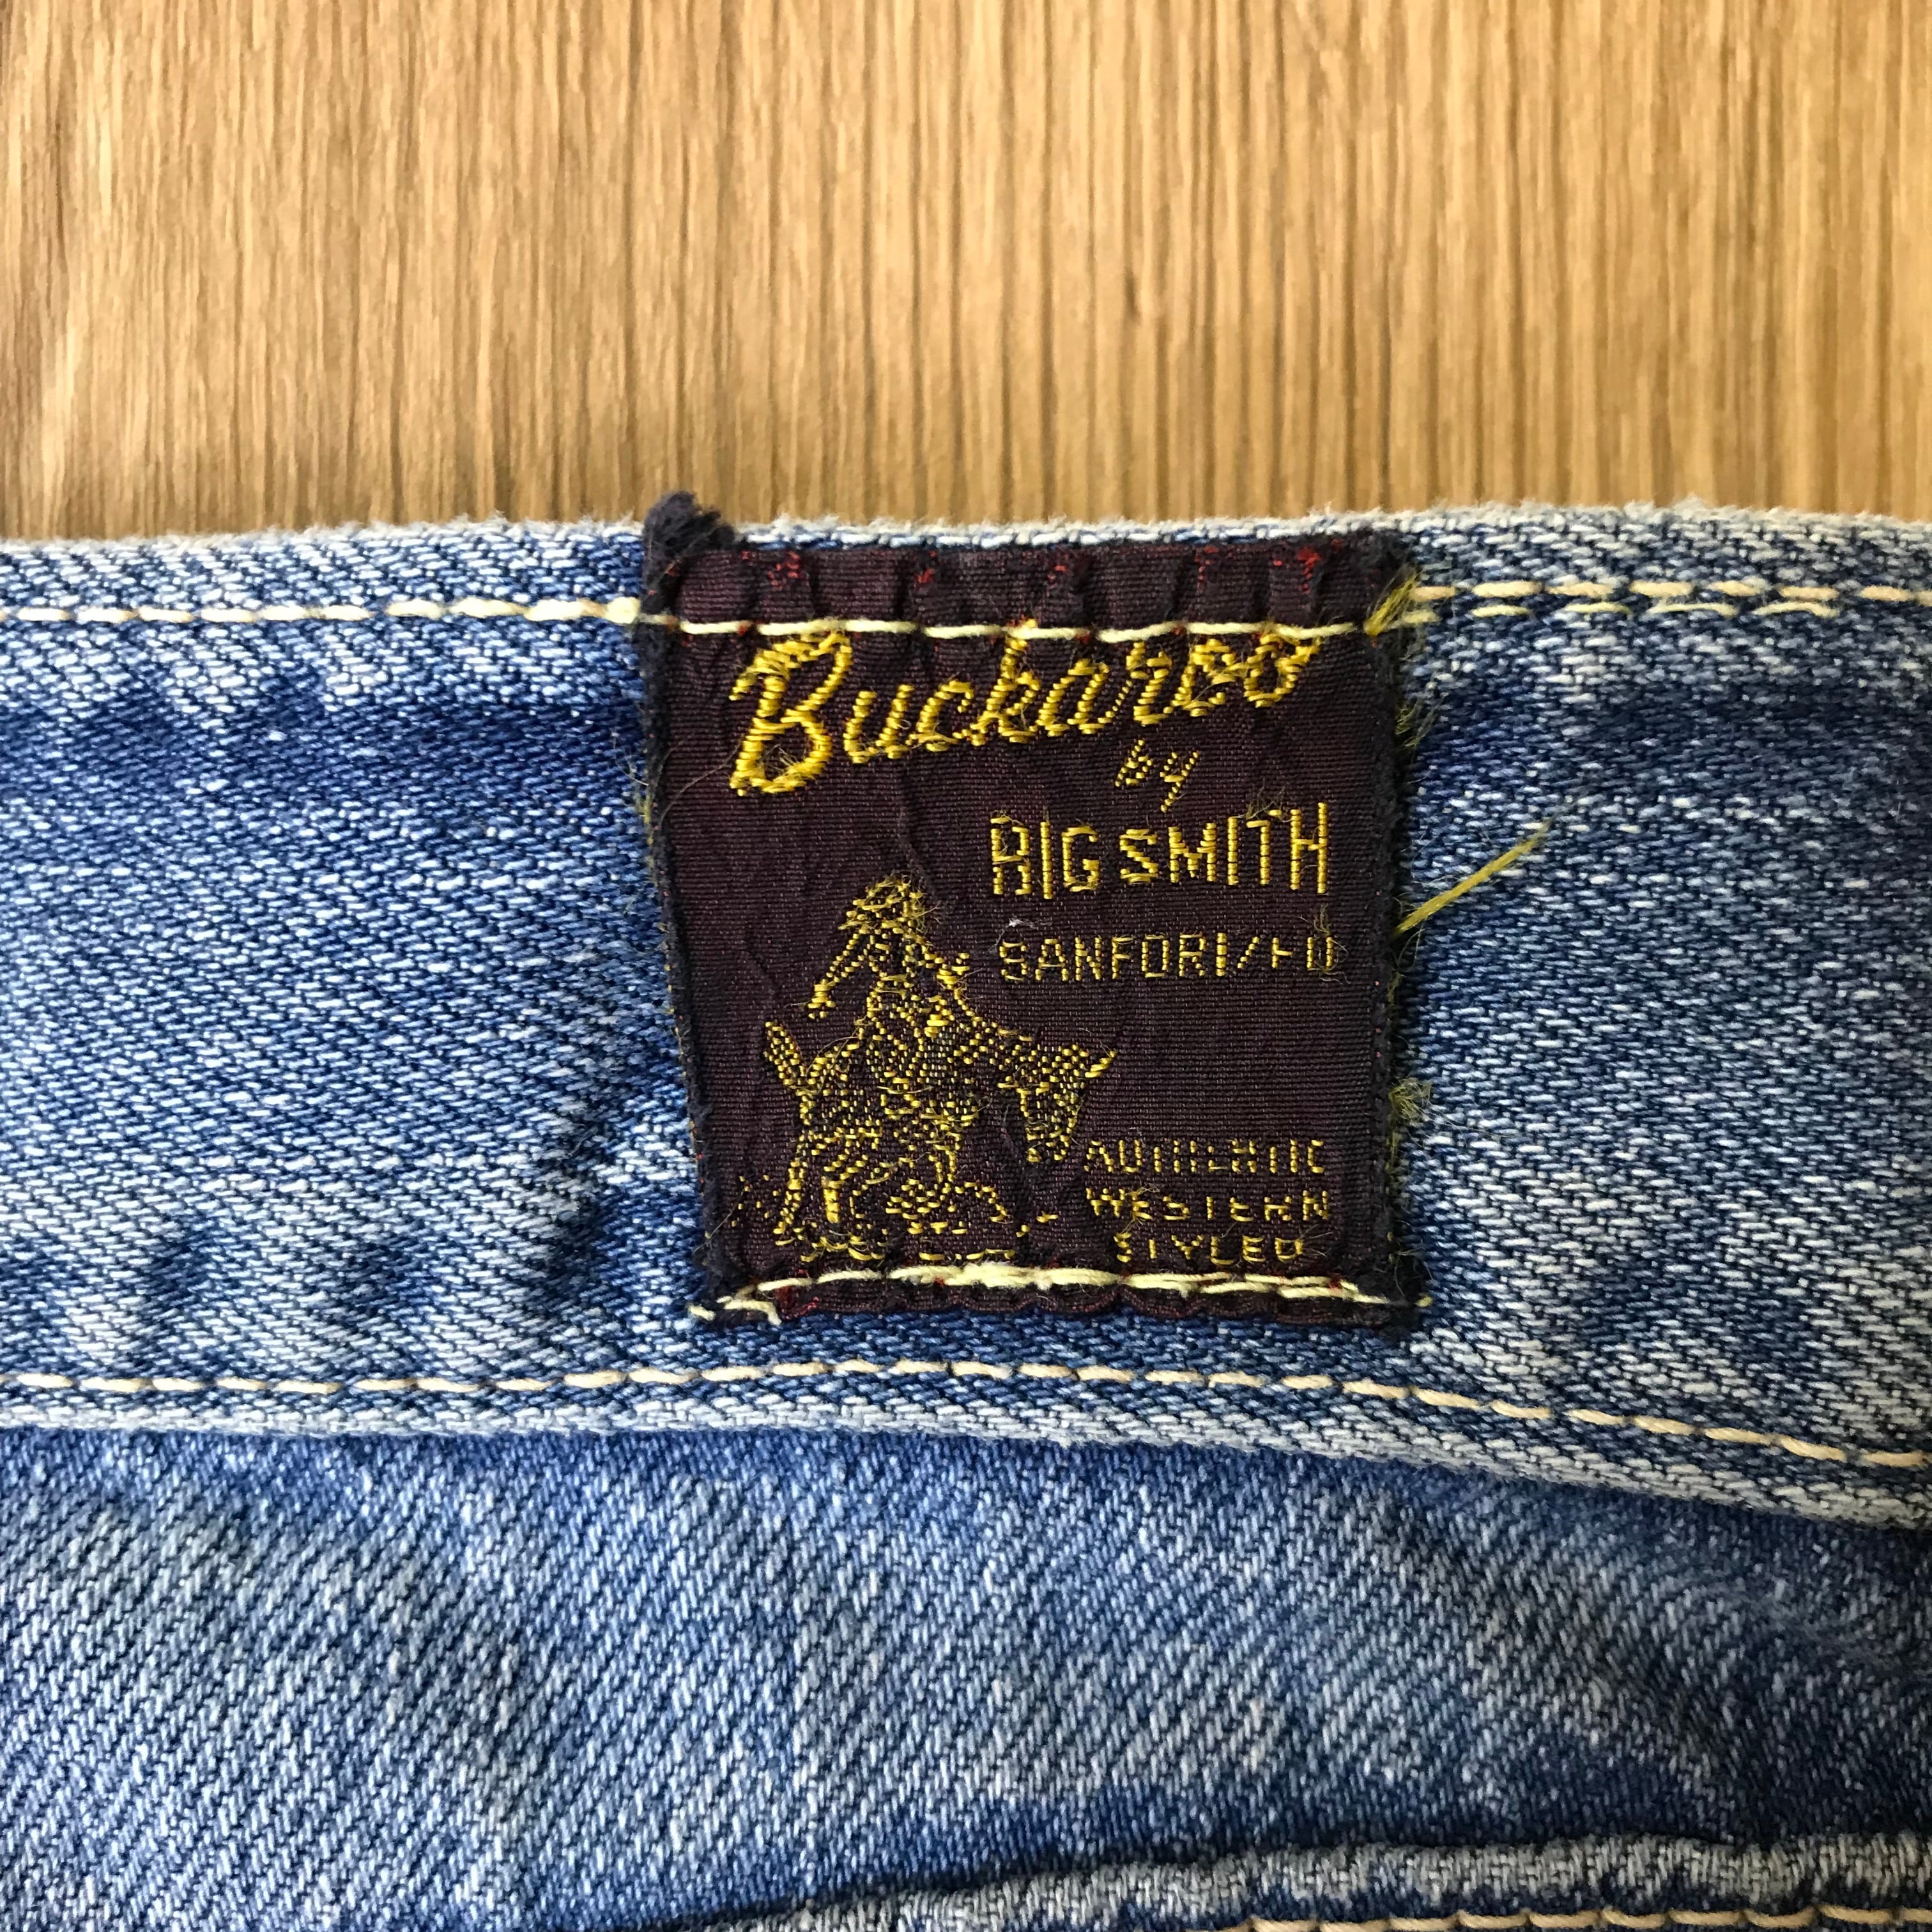 Buckaroo
by
BIG SMITH
SANFORIZED
AUTHENTIC
WESTERN
STYLED